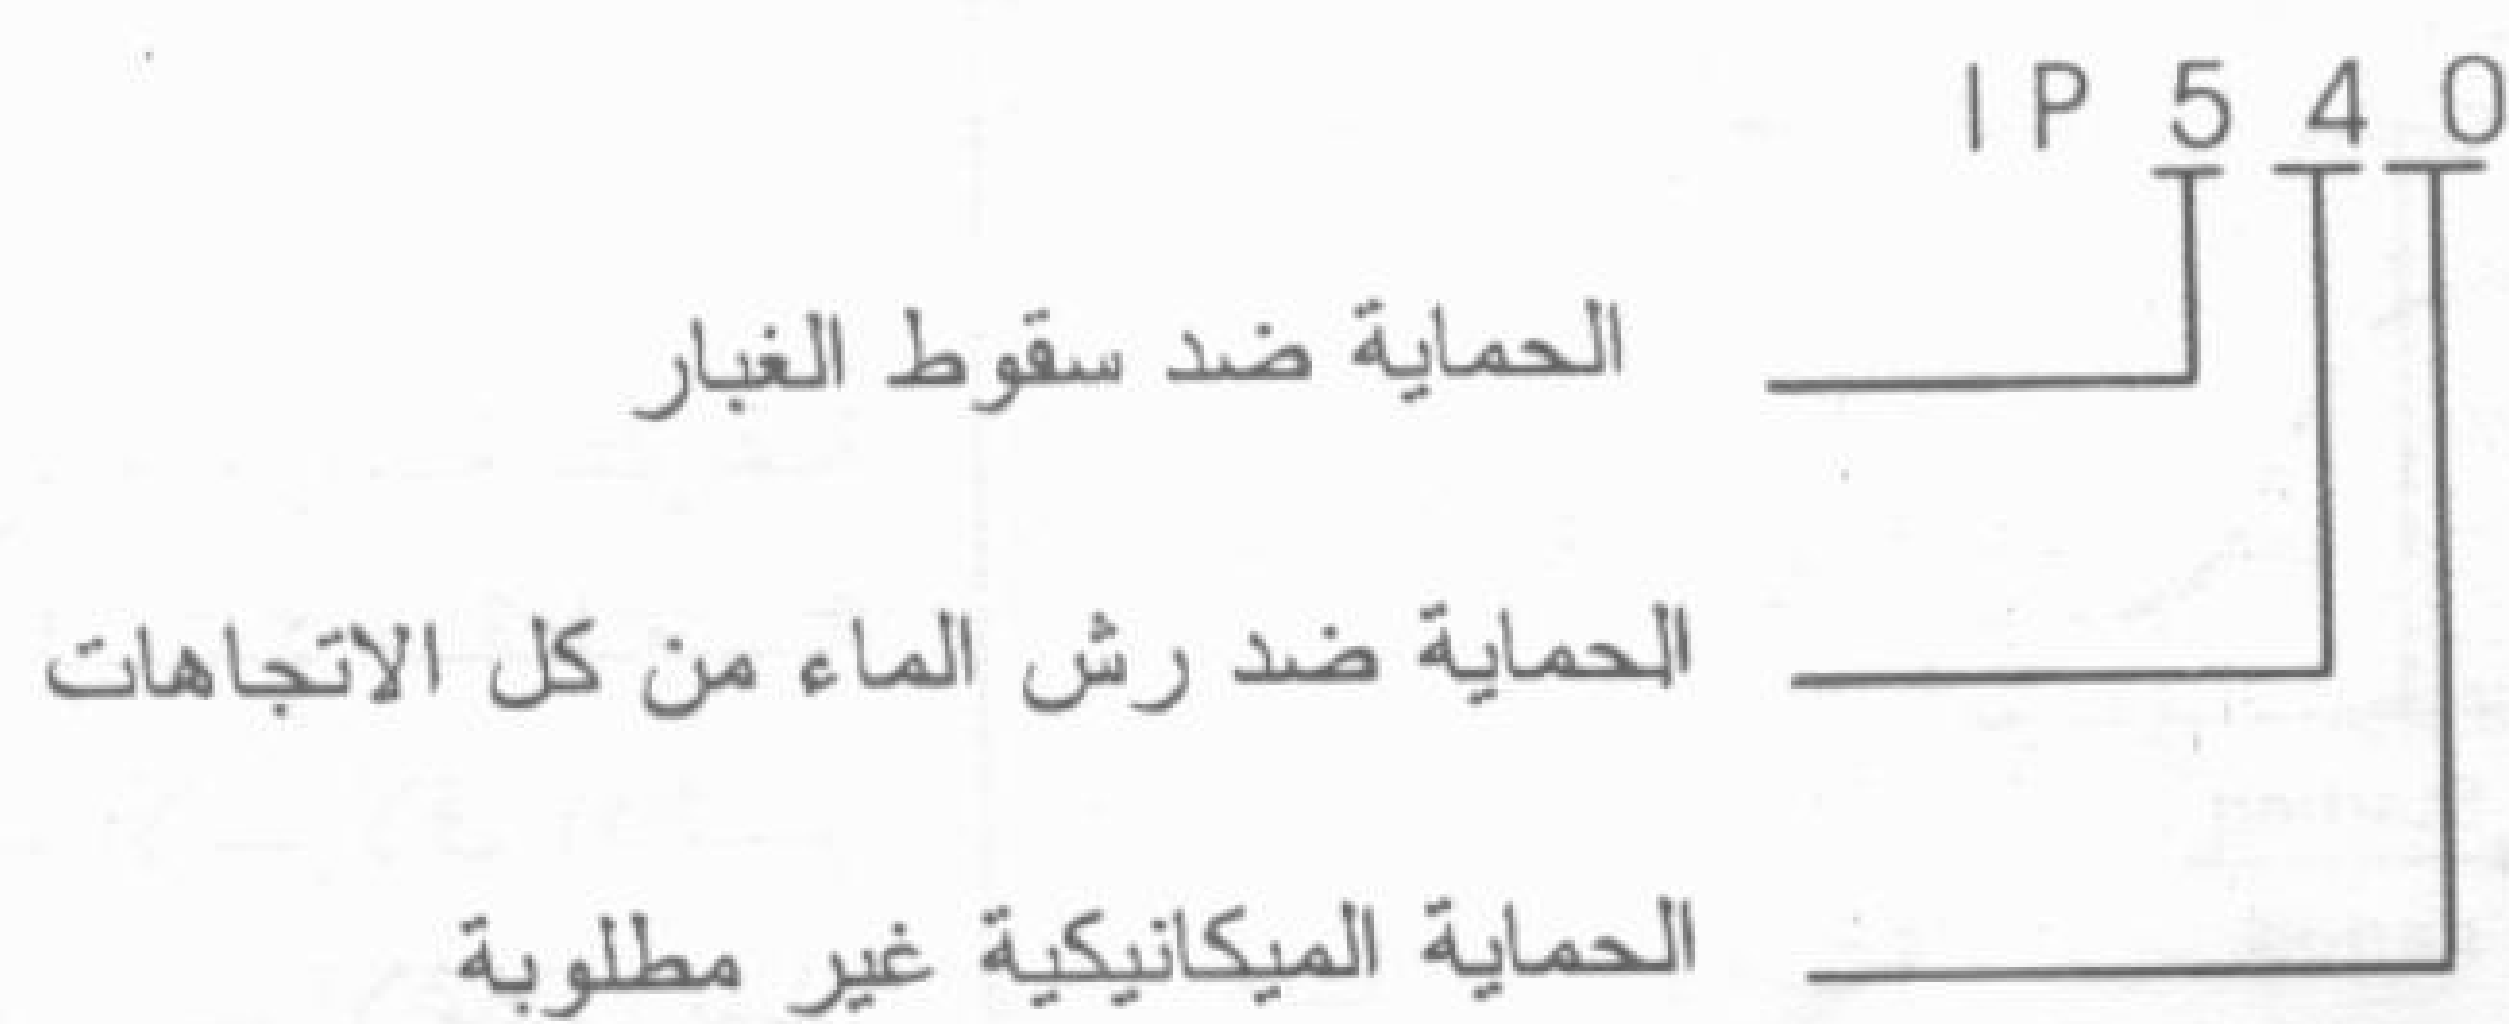 IP 5 4 0
الحماية ضد سقوط الغبار
الحماية ضد رش الماء من كل الاتجاهات
الحماية الميكانيكية غير مطلوبة